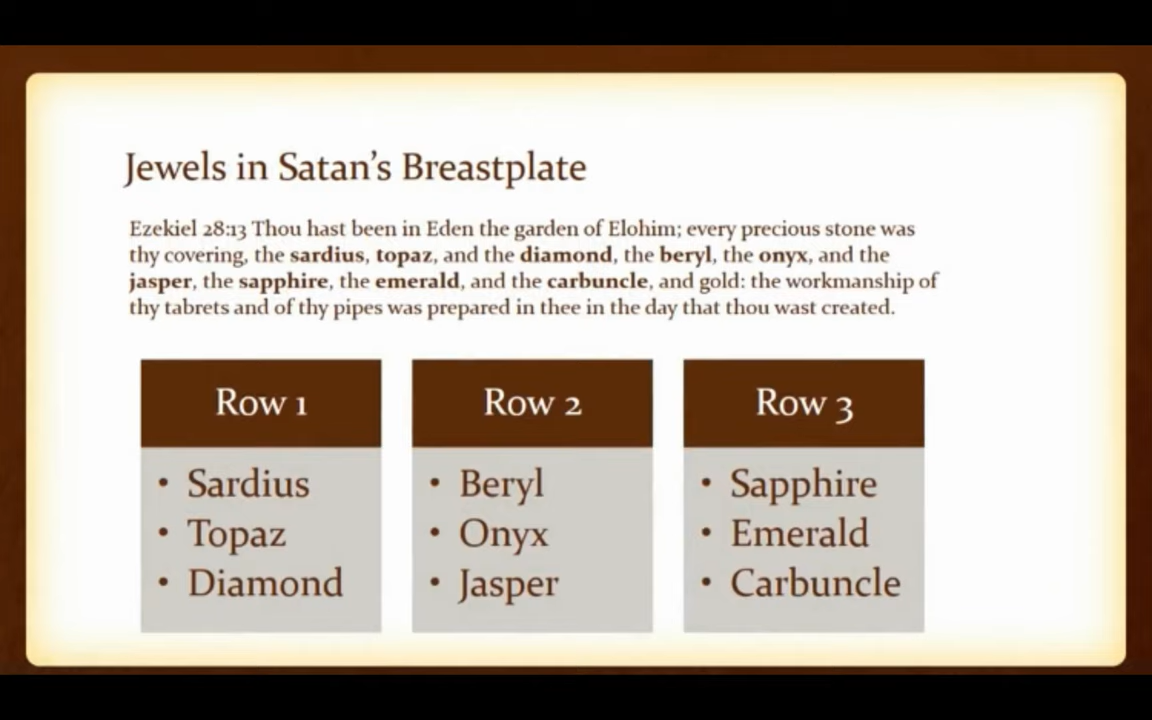 Jewels in Satan’s Breastplate
Ezekiel 28:13 Thou hast been in Eden the garden of Elohim; every precious stone was
thy covering, the sardius, topaz, and the diamond, the beryl, the onyx, and the
jasper, the sapphire, the emerald, and the carbuncle, and gold: the workmanship of
thy tabrets and of thy pipes was prepared in thee in the day that thou wast created.
Row 1
• Sardius
• Topaz
• Diamond
Row 2
• Beryl
• Onyx
• Jasper
Row 3
• Sapphire
• Emerald
• Carbuncle